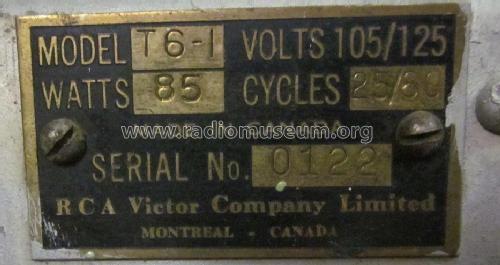 MODEL T6-1 VOLTS 105/125
WATTS 85 CYCLES 25/60
www.radiomuseum.org
CANADA
SERIAL No. 0122
RCA Victor Company Limited
MONTREAL - CANADA